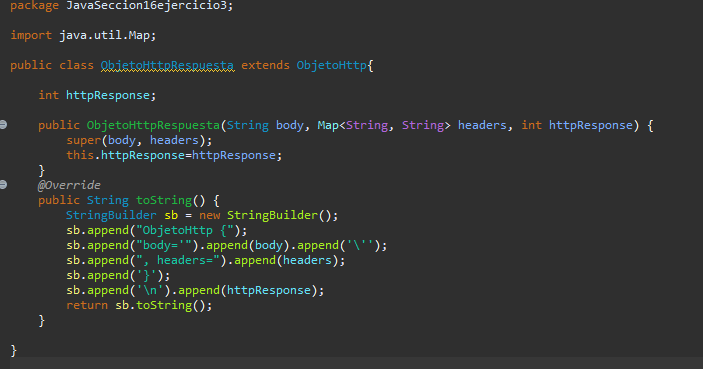 package JavaSeccion16ejercicio3;
import java.util.Map;
public class ObjetoHttpRespuesta extends ObjetoHttp{
int httpResponse;
public ObjetoHttpRespuesta(String body, Map<String, String> headers, int httpResponse) {
super(body, headers);
this.httpResponse=httpResponse;
}
@Override
public String toString() {
StringBuilder sb = new StringBuilder();
sb.append("ObjetoHttp {");
sb.append("body='").append(body).append('\'');
sb.append(", headers=").append(headers);
sb.append('}');
sb.append('\n').append(httpResponse);
return sb.toString();
}
}